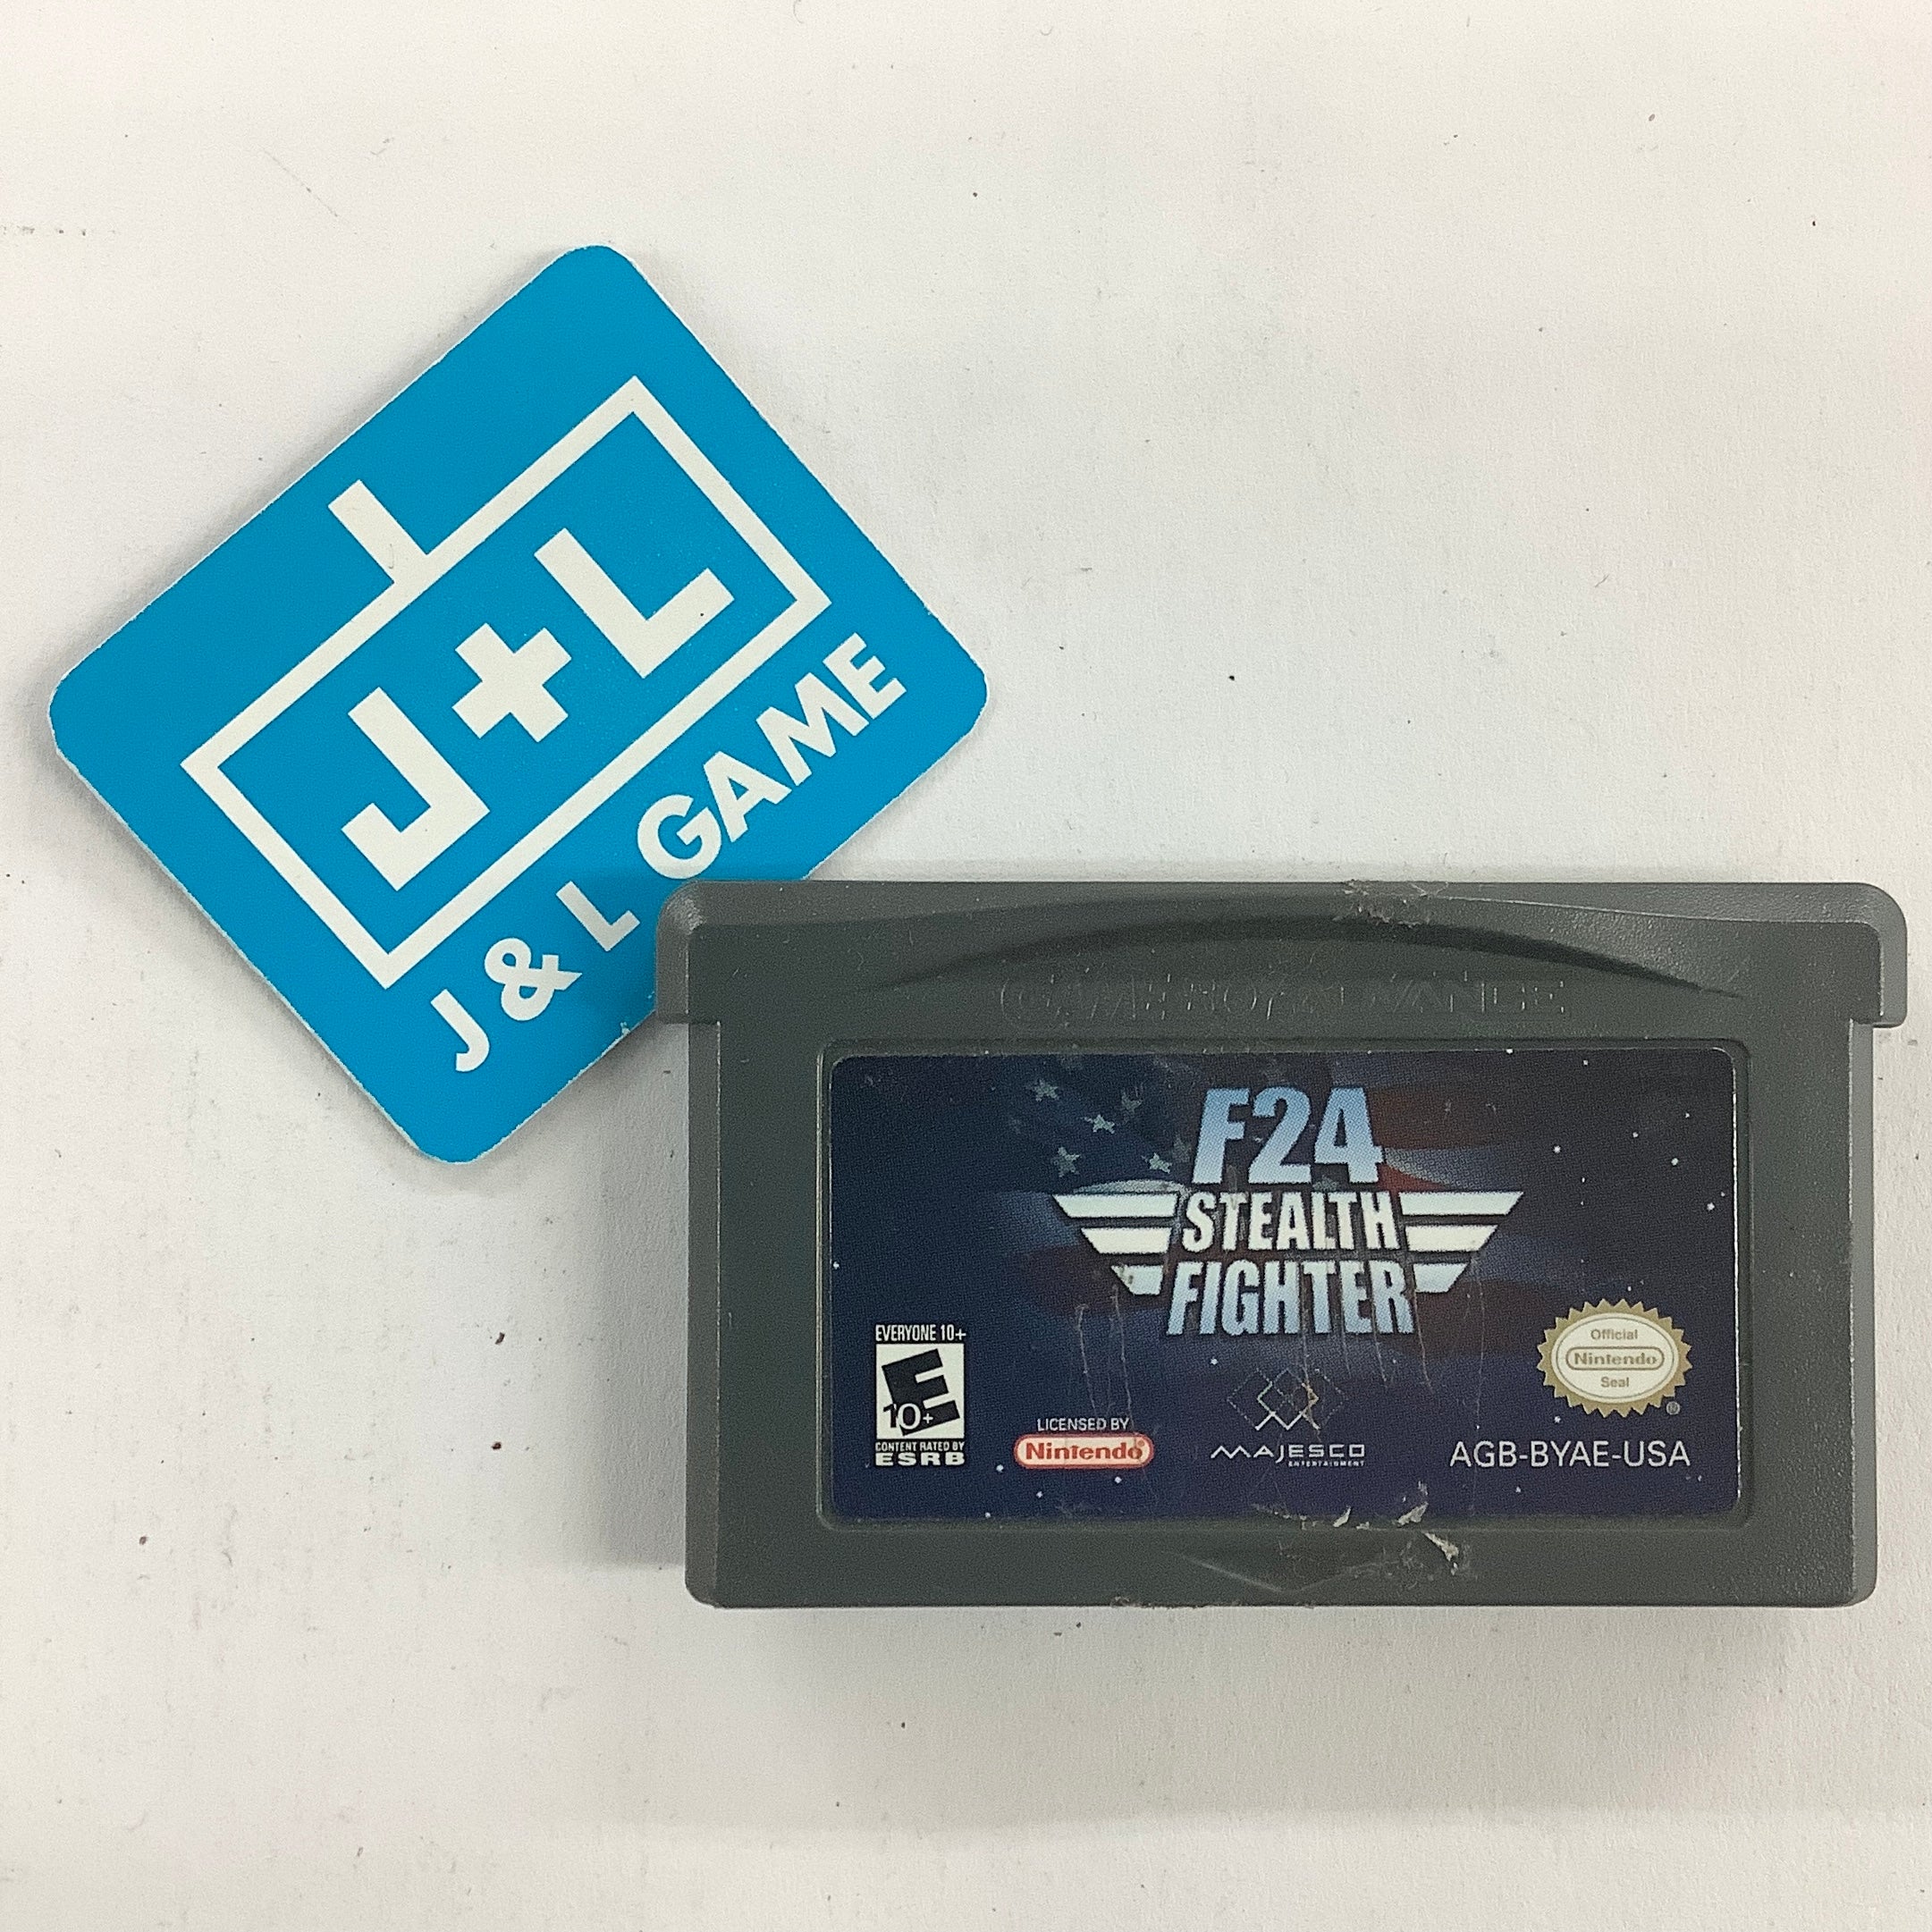 J+L
J & L GAME
GAME BOY ADVANCE
F24
STEALTH
FIGHTER
EVERYONE 10+
E
10+
CONTENT RATED BY
ESRB
LICENSED BY
Nintendo®
MAJESCO
ENTERTAINMENT
Official
Nintendo
Seal
®
AGB-BYAE-USA